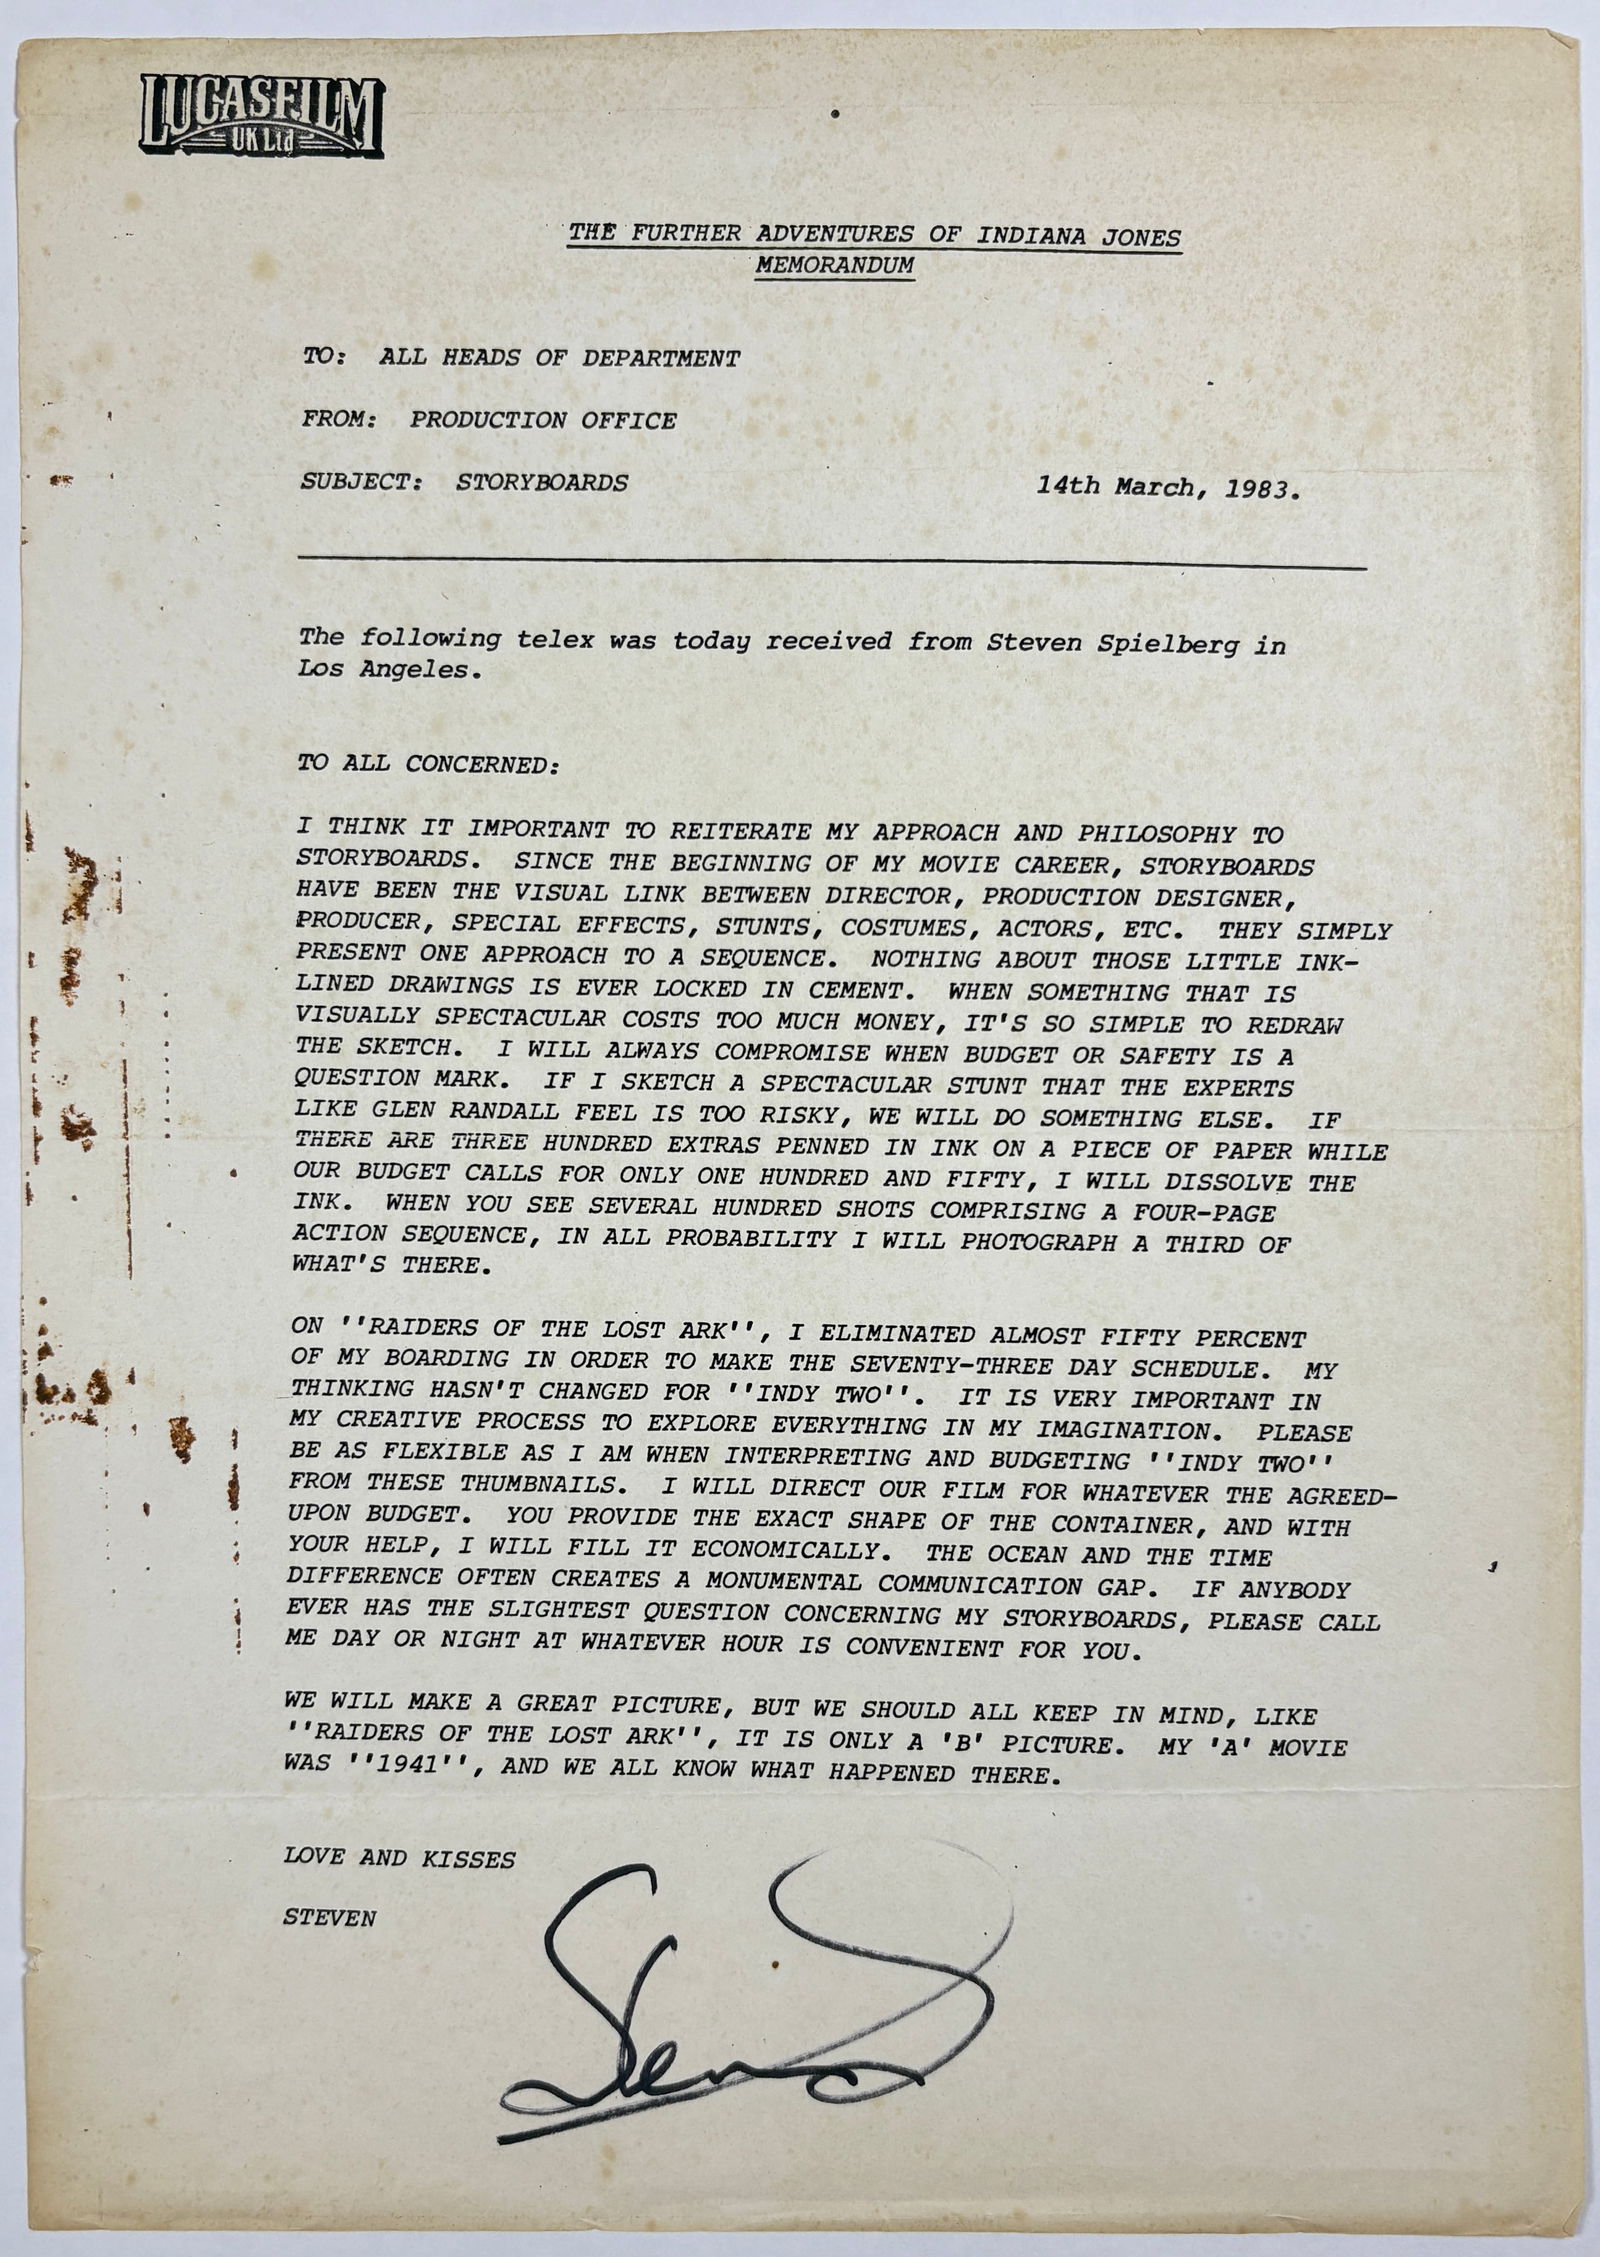 LUCASFILM
UK Ltd
THE FURTHER ADVENTURES OF INDIANA JONES
MEMORANDUM
TO: ALL HEADS OF DEPARTMENT
FROM: PRODUCTION OFFICE
SUBJECT: STORYBOARDS 14th March, 1983.
The following telex was today received from Steven Spielberg in
Los Angeles.
TO ALL CONCERNED:
I THINK IT IMPORTANT TO REITERATE MY APPROACH AND PHILOSOPHY TO
STORYBOARDS. SINCE THE BEGINNING OF MY MOVIE CAREER, STORYBOARDS
HAVE BEEN THE VISUAL LINK BETWEEN DIRECTOR, PRODUCTION DESIGNER,
PRODUCER, SPECIAL EFFECTS, STUNTS, COSTUMES, ACTORS, ETC. THEY SIMPLY
PRESENT ONE APPROACH TO A SEQUENCE. NOTHING ABOUT THOSE LITTLE INK-
LINED DRAWINGS IS EVER LOCKED IN CEMENT. WHEN SOMETHING THAT IS
VISUALLY SPECTACULAR COSTS TOO MUCH MONEY, IT'S SO SIMPLE TO REDRAW
THE SKETCH. I WILL ALWAYS COMPROMISE WHEN BUDGET OR SAFETY IS A
QUESTION MARK. IF I SKETCH A SPECTACULAR STUNT THAT THE EXPERTS
LIKE GLEN RANDALL FEEL IS TOO RISKY, WE WILL DO SOMETHING ELSE. IF
THERE ARE THREE HUNDRED EXTRAS PENNED IN INK ON A PIECE OF PAPER WHILE
OUR BUDGET CALLS FOR ONLY ONE HUNDRED AND FIFTY, I WILL DISSOLVE THE
INK. WHEN YOU SEE SEVERAL HUNDRED SHOTS COMPRISING A FOUR-PAGE
ACTION SEQUENCE, IN ALL PROBABILITY I WILL PHOTOGRAPH A THIRD OF
WHAT'S THERE.
ON ''RAIDERS OF THE LOST ARK'', I ELIMINATED ALMOST FIFTY PERCENT
OF MY BOARDING IN ORDER TO MAKE THE SEVENTY-THREE DAY SCHEDULE. MY
THINKING HASN'T CHANGED FOR ''INDY TWO''. IT IS VERY IMPORTANT IN
MY CREATIVE PROCESS TO EXPLORE EVERYTHING IN MY IMAGINATION. PLEASE
BE AS FLEXIBLE AS I AM WHEN INTERPRETING AND BUDGETING ''INDY TWO''
FROM THESE THUMBNAILS. I WILL DIRECT OUR FILM FOR WHATEVER THE AGREED-
UPON BUDGET. YOU PROVIDE THE EXACT SHAPE OF THE CONTAINER, AND WITH
YOUR HELP, I WILL FILL IT ECONOMICALLY. THE OCEAN AND THE TIME
DIFFERENCE OFTEN CREATES A MONUMENTAL COMMUNICATION GAP. IF ANYBODY
EVER HAS THE SLIGHTEST QUESTION CONCERNING MY STORYBOARDS, PLEASE CALL
ME DAY OR NIGHT AT WHATEVER HOUR IS CONVENIENT FOR YOU.
WE WILL MAKE A GREAT PICTURE, BUT WE SHOULD ALL KEEP IN MIND, LIKE
''RAIDERS OF THE LOST ARK'', IT IS ONLY A 'B' PICTURE. MY 'A' MOVIE
WAS ''1941'', AND WE ALL KNOW WHAT HAPPENED THERE.
LOVE AND KISSES
STEVEN